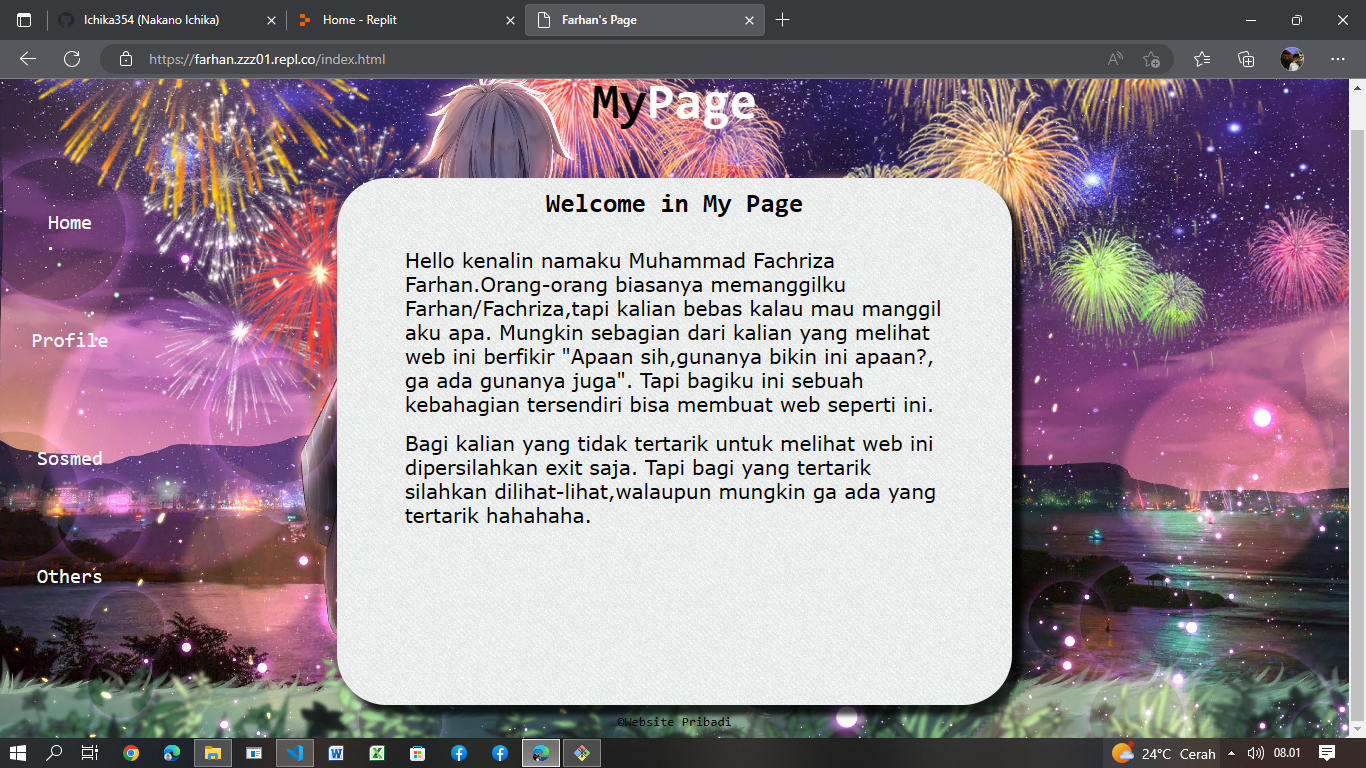 Ichika354 (Nakano Ichika)
Home - Replit
Farhan's Page
https://farhan.zzz01.repl.co/index.html
MyPage
Home
Profile
Sosmed
Others
Welcome in My Page
Hello kenalin namaku Muhammad Fachriza
Farhan.Orang-orang biasanya memanggilku
Farhan/Fachriza,tapi kalian bebas kalau mau manggil
aku apa. Mungkin sebagian dari kalian yang melihat
web ini berfikir "Apaan sih,gunanya bikin ini apaan?,
ga ada gunanya juga". Tapi bagiku ini sebuah
kebahagian tersendiri bisa membuat web seperti ini.
Bagi kalian yang tidak tertarik untuk melihat web ini
dipersilahkan exit saja. Tapi bagi yang tertarik
silahkan dilihat-lihat,walaupun mungkin ga ada yang
tertarik hahahaha.
©Website Pribadi
24°C Cerah
08.01